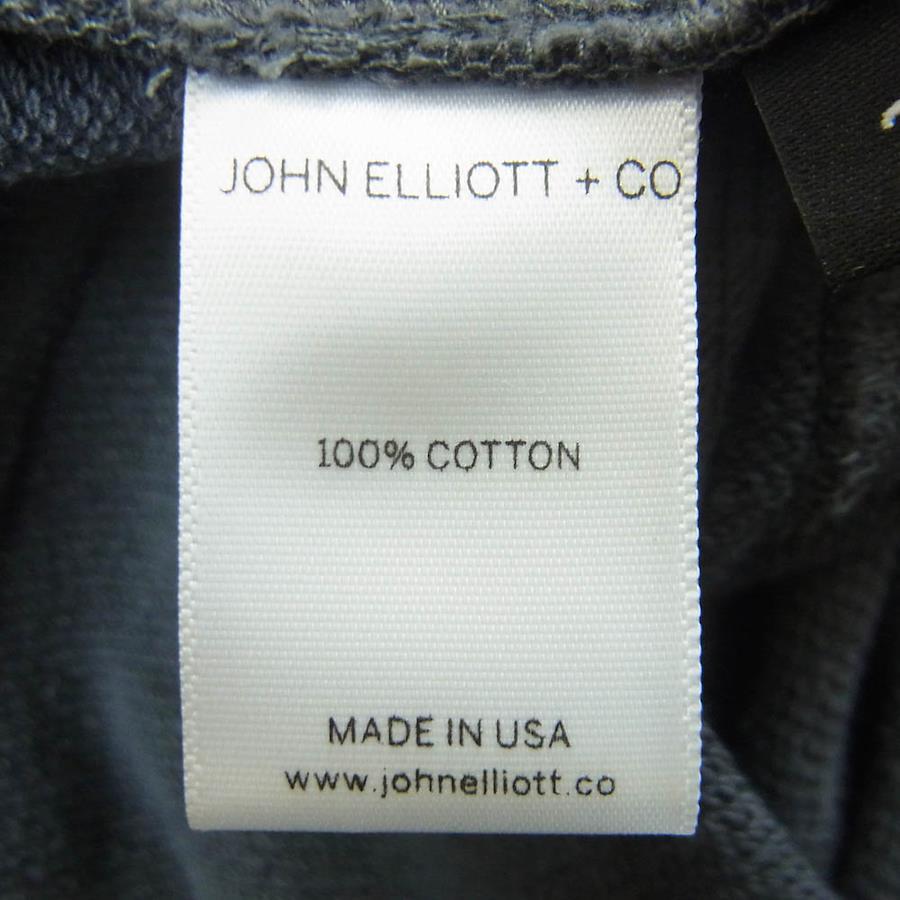 JOHN ELLIOTT + CO
100% COTTON
MADE IN USA
www.johnelliott.co